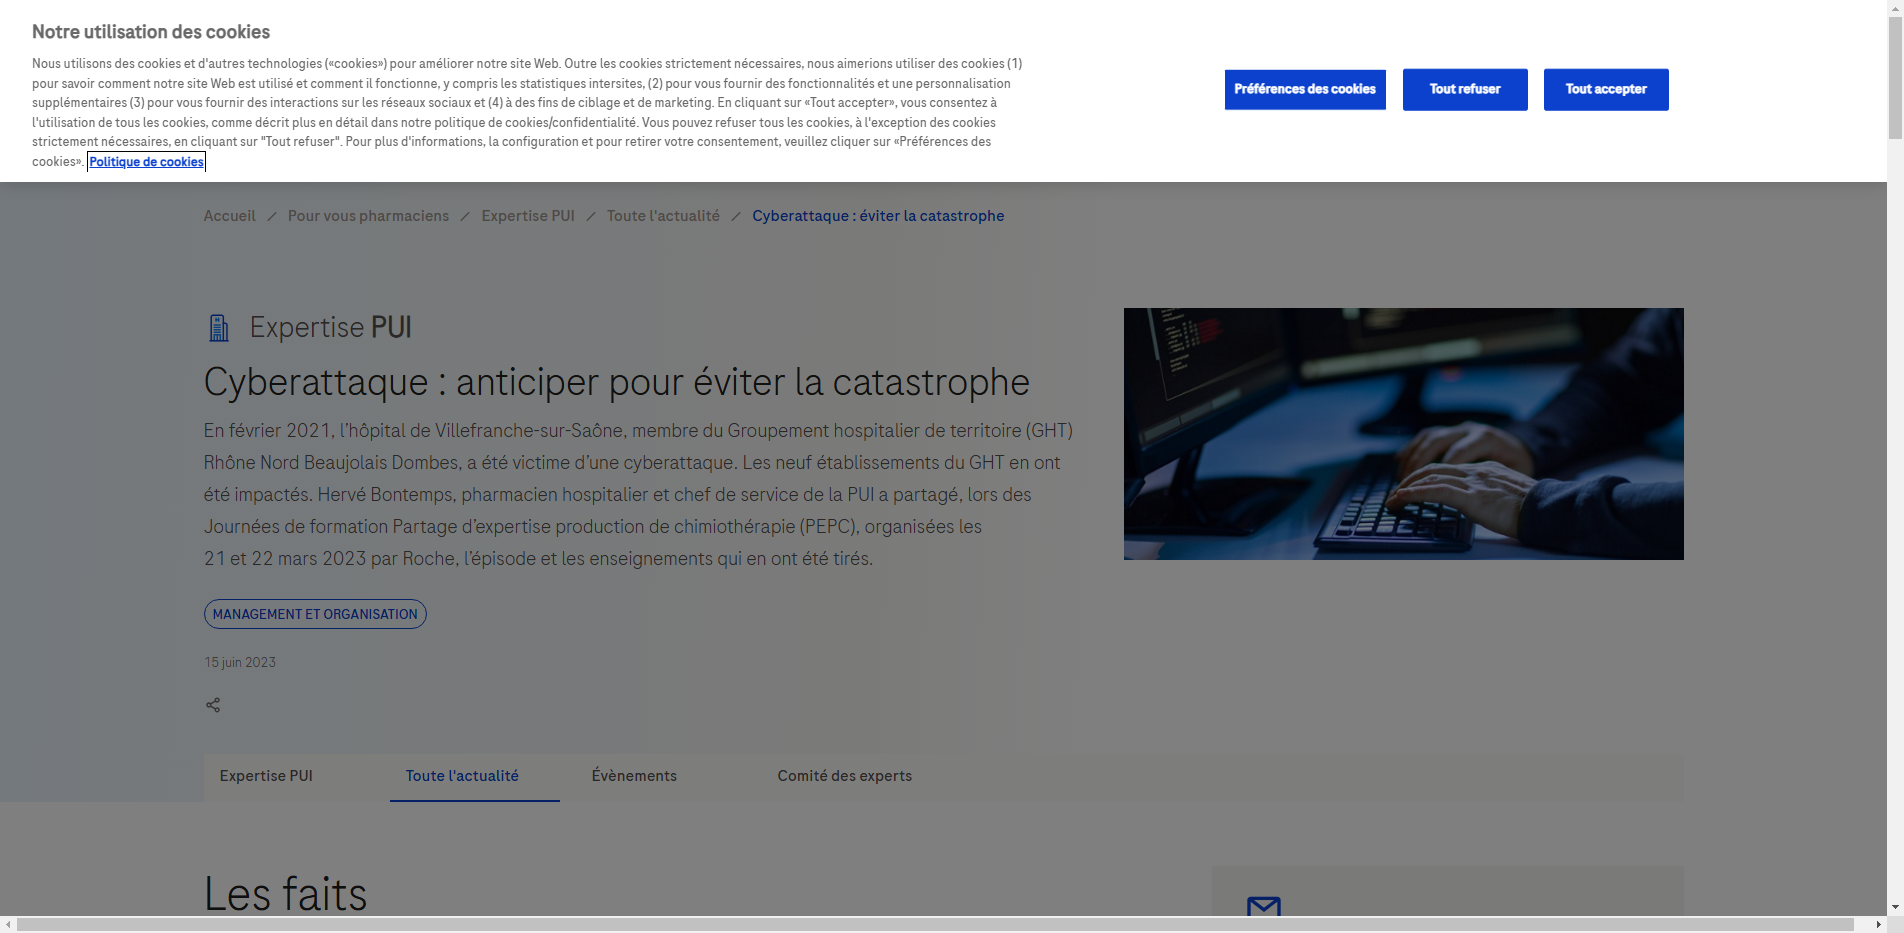 Notre utilisation des cookies
Nous utilisons des cookies et d'autres technologies («cookies») pour améliorer notre site Web. Outre les cookies strictement nécessaires, nous aimerions utiliser des cookies (1)
pour savoir comment notre site Web est utilisé et comment il fonctionne, y compris les statistiques intersites, (2) pour vous fournir des fonctionnalités et une personnalisation
supplémentaires (3) pour vous fournir des interactions sur les réseaux sociaux et (4) à des fins de ciblage et de marketing. En cliquant sur «Tout accepter», vous consentez à
l'utilisation de tous les cookies, comme décrit plus en détail dans notre politique de cookies/confidentialité. Vous pouvez refuser tous les cookies, à l'exception des cookies
strictement nécessaires, en cliquant sur "Tout refuser". Pour plus d'informations, la configuration et pour retirer votre consentement, veuillez cliquer sur «Préférences des
cookies». Politique de cookies
Préférences des cookies
Tout refuser
Tout accepter
Accueil / Pour vous pharmaciens / Expertise PUI / Toute l'actualité / Cyberattaque : éviter la catastrophe
Expertise PUI
Cyberattaque : anticiper pour éviter la catastrophe
En février 2021, l’hôpital de Villefranche-sur-Saône, membre du Groupement hospitalier de territoire (GHT)
Rhône Nord Beaujolais Dombes, a été victime d’une cyberattaque. Les neuf établissements du GHT en ont
été impactés. Hervé Bontemps, pharmacien hospitalier et chef de service de la PUI a partagé, lors des
Journées de formation Partage d’expertise production de chimiothérapie (PEPC), organisées les
21 et 22 mars 2023 par Roche, l’épisode et les enseignements qui en ont été tirés.
MANAGEMENT ET ORGANISATION
15 juin 2023
Expertise PUI
Toute l'actualité
Évènements
Comité des experts
Les faits